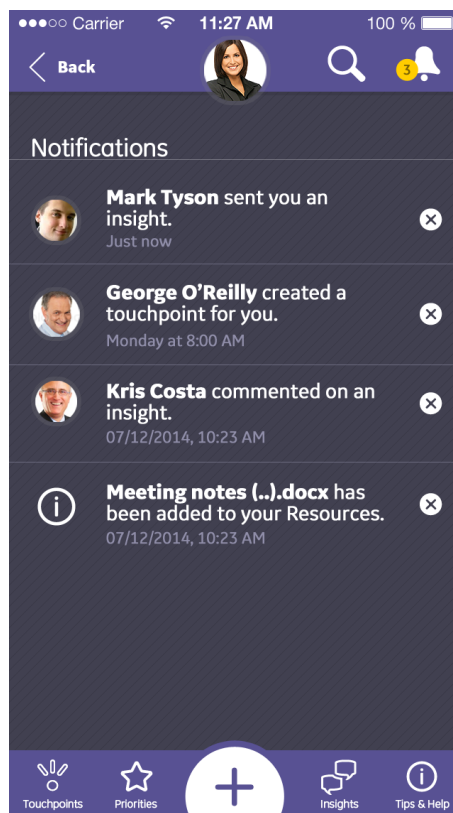 Carrier 11:27 AM 100 %
Back
3
Notifications
Mark Tyson sent you an
insight.
Just now
George O’Reilly created a
touchpoint for you.
Monday at 8:00 AM
Kris Costa commented on an
insight.
07/12/2014, 10:23 AM
Meeting notes (..).docx has
been added to your Resources.
07/12/2014, 10:23 AM
Touchpoints Priorities Insights Tips & Help